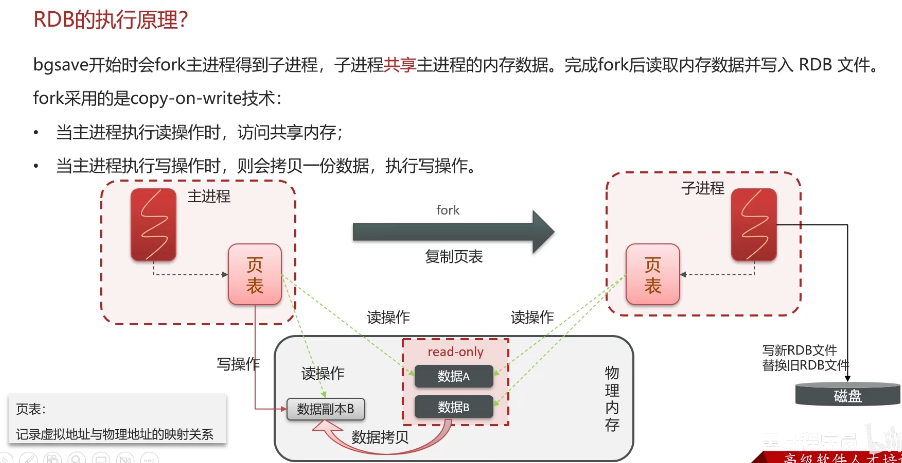 RDB的执行原理？
bgsave开始时会fork主进程得到子进程，子进程共享主进程的内存数据。完成fork后读取内存数据并写入 RDB 文件。
fork采用的是copy-on-write技术：
• 当主进程执行读操作时，访问共享内存；
• 当主进程执行写操作时，则会拷贝一份数据，执行写操作。
主进程
fork
复制页表
子进程
页表
页表
读操作
读操作
read-only
写操作
读操作
数据A
数据B
数据副本B
数据拷贝
物理内存
写新RDB文件
替换旧RDB文件
磁盘
页表：
记录虚拟地址与物理地址的映射关系
高级软件人才培